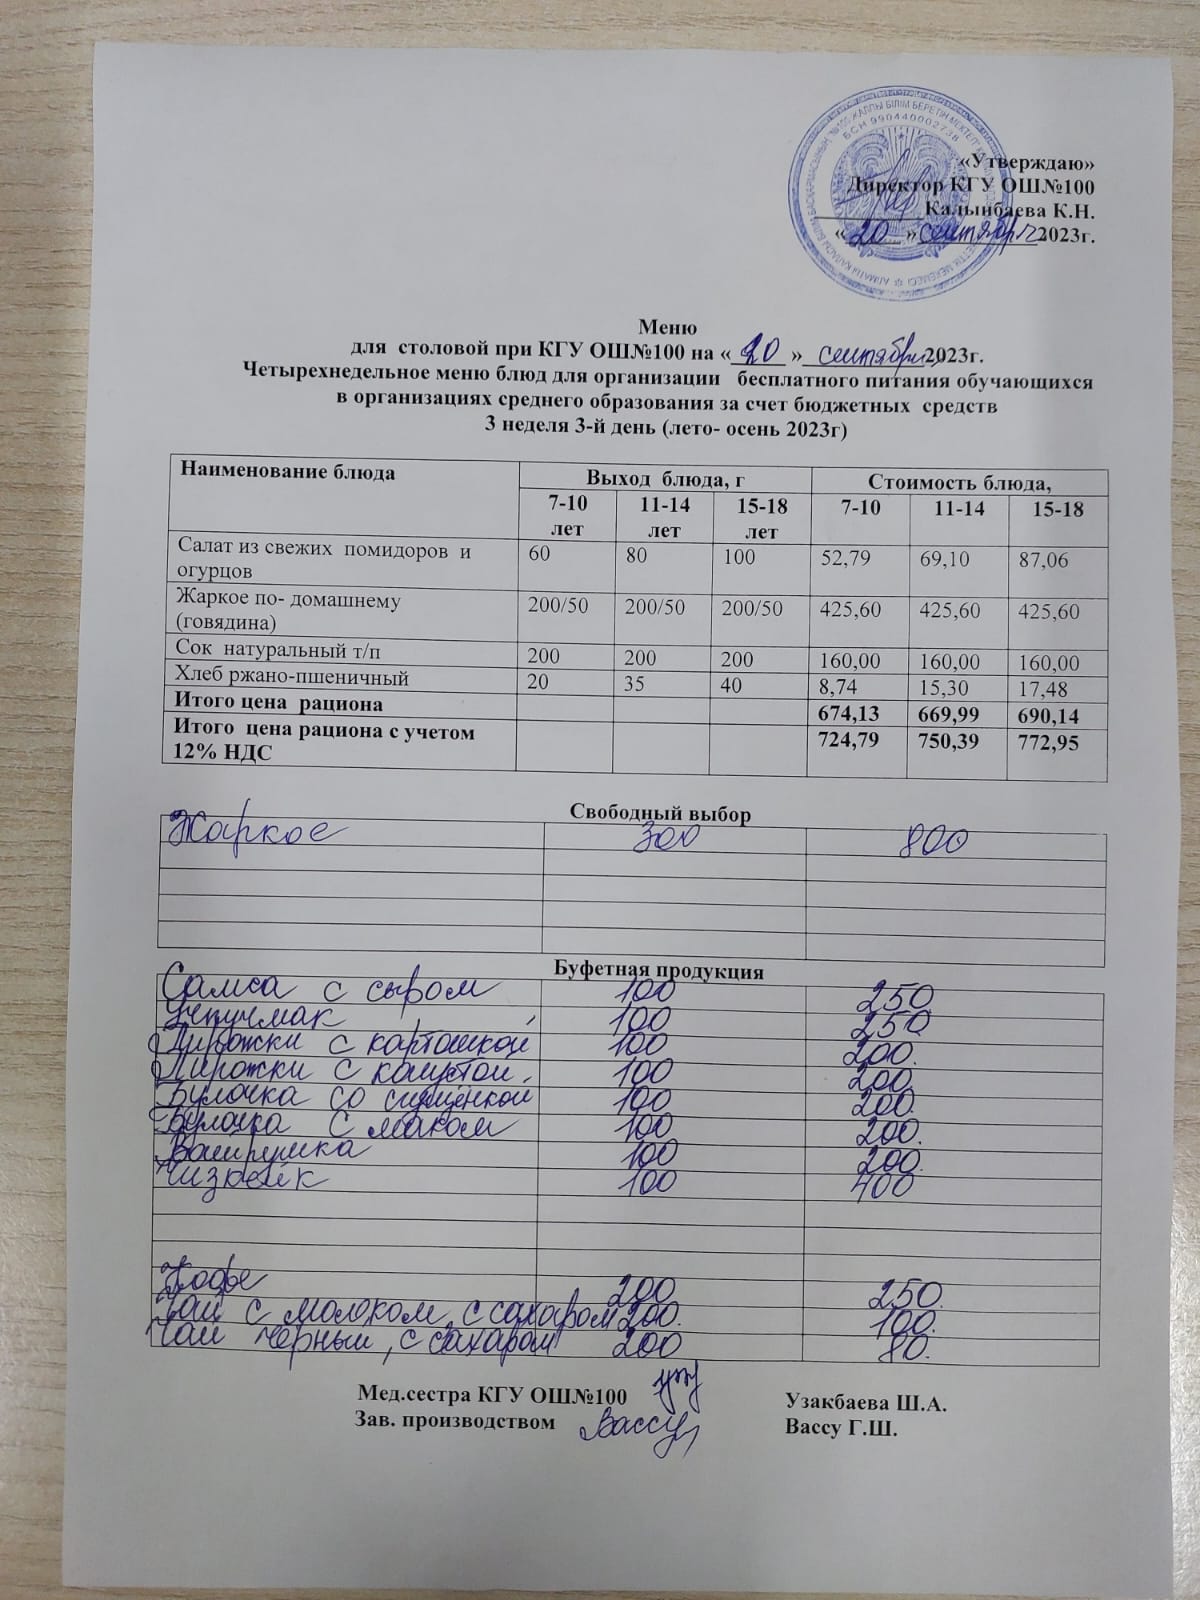 БСН 990440002738
«Утверждаю»
Директор КГУ ОШ№100
Калынбаева К.Н.
« 20 » сентября 2023г.
Меню
для столовой при КГУ ОШ№100 на « 20 » сентября 2023г.
Четырехнедельное меню блюд для организации бесплатного питания обучающихся
в организациях среднего образования за счет бюджетных средств
3 неделя 3-й день (лето- осень 2023г)
Наименование блюда Выход блюда, г Стоимость блюда,
7-10 лет 11-14 лет 15-18 лет 7-10 11-14 15-18
Салат из свежих помидоров и огурцов 60 80 100 52,79 69,10 87,06
Жаркое по- домашнему (говядина) 200/50 200/50 200/50 425,60 425,60 425,60
Сок натуральный т/п 200 200 200 160,00 160,00 160,00
Хлеб ржано-пшеничный 20 35 40 8,74 15,30 17,48
Итого цена рациона 674,13 669,99 690,14
Итого цена рациона с учетом 12% НДС 724,79 750,39 772,95
Свободный выбор
Жаркое 300 800
Буфетная продукция
Самса с сыром 100 250
Учпучмак 100 250
Пирожки с картошкой 100 200.
Пирожки с капустой 100 200
Булочка со сгущенкой 100 200.
Булочка с маком 100 200.
Ватрушка 100 200.
Чизкейк 100 400
Кофе 200 250.
Чай с молоком, с сахаром 200. 100.
Чай черный, с сахаром 200 80.
Мед.сестра КГУ ОШ№100 Узакбаева Ш.А.
Зав. производством Вассу Вассу Г.Ш.